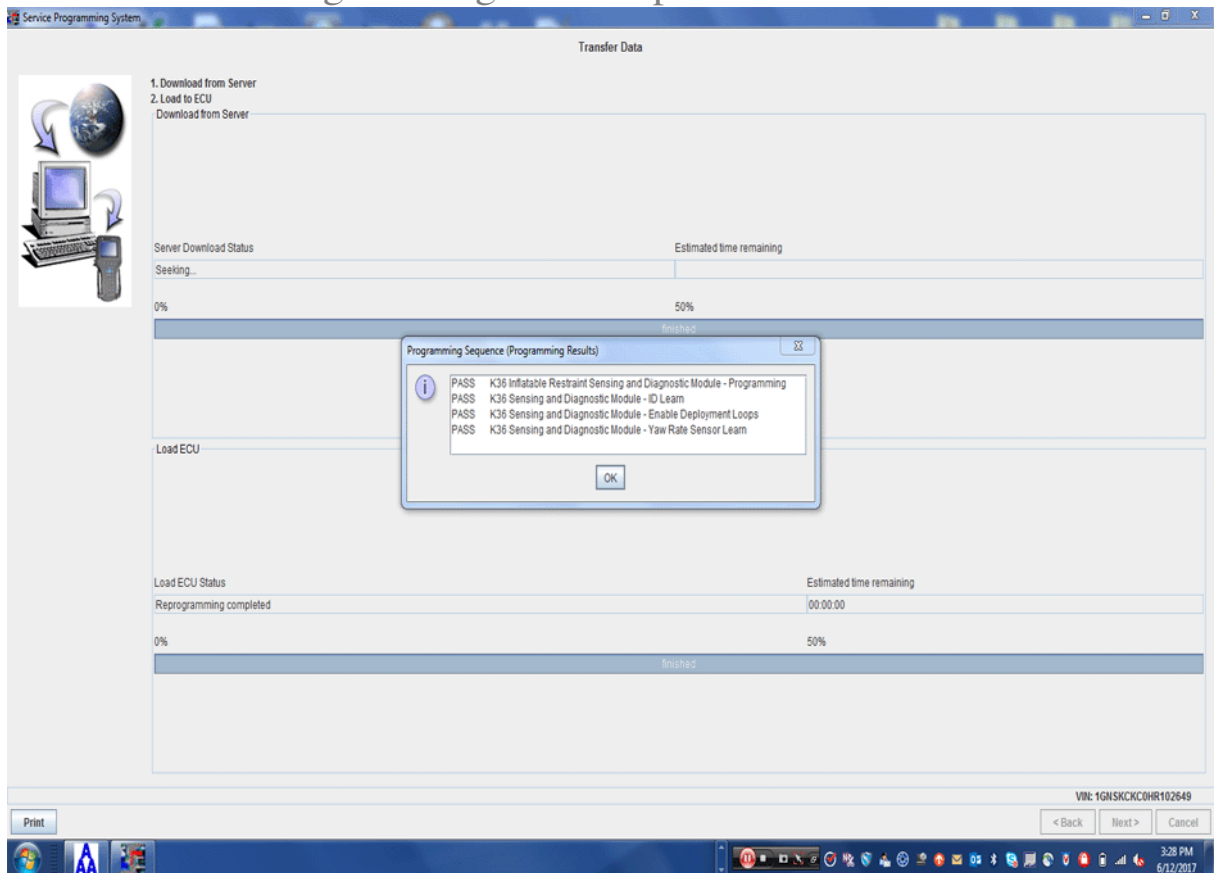 Service Programming System
Transfer Data
1. Download from Server
2. Load to ECU
Download from Server
Server Download Status
Estimated time remaining
Seeking...
0%
50%
finished
Programming Sequence (Programming Results)
PASS K36 Inflatable Restraint Sensing and Diagnostic Module - Programming
PASS K36 Sensing and Diagnostic Module - ID Learn
PASS K36 Sensing and Diagnostic Module - Enable Deployment Loops
PASS K36 Sensing and Diagnostic Module - Yaw Rate Sensor Learn
OK
Load ECU
Load ECU Status
Estimated time remaining
Reprogramming completed
00:00:00
0%
50%
finished
VIN: 1GNSKCKC0HR102649
Print
< Back
Next >
Cancel
3:28 PM
6/12/2017